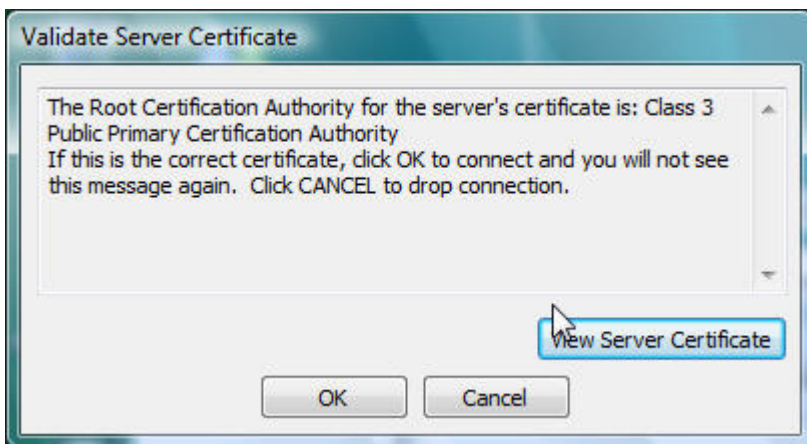 Validate Server Certificate
The Root Certification Authority for the server's certificate is: Class 3
Public Primary Certification Authority
If this is the correct certificate, click OK to connect and you will not see
this message again.  Click CANCEL to drop connection.
View Server Certificate
OK
Cancel